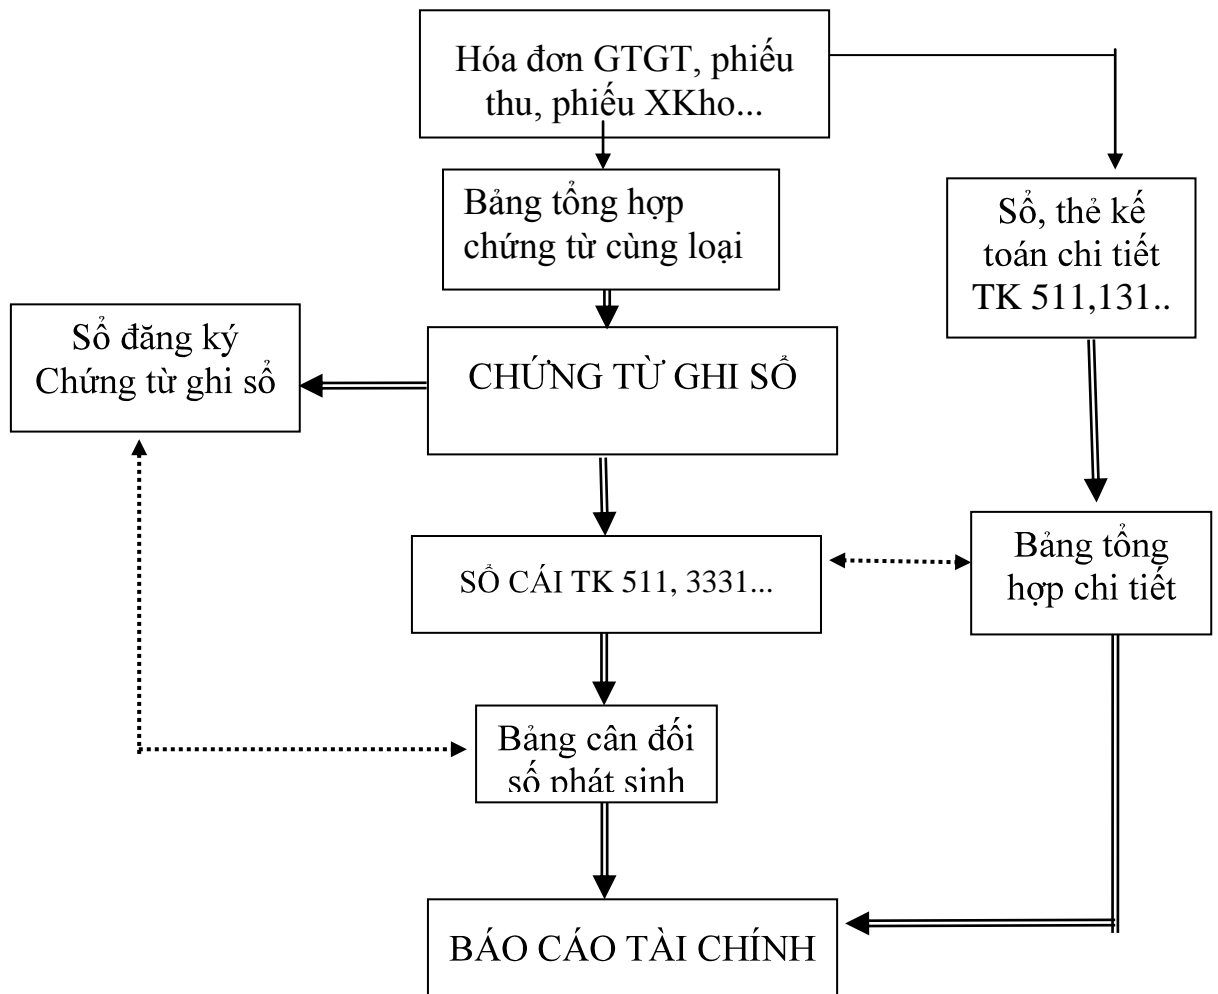 Hóa đơn GTGT, phiếu
thu, phiếu XKho...
Bảng tổng hợp
chứng từ cùng loại
Sổ, thẻ kế
toán chi tiết
TK 511,131..
Sổ đăng ký
Chứng từ ghi sổ
CHỨNG TỪ GHI SỔ
SỔ CÁI TK 511, 3331...
Bảng tổng
hợp chi tiết
Bảng cân đối
số phát sinh
BÁO CÁO TÀI CHÍNH